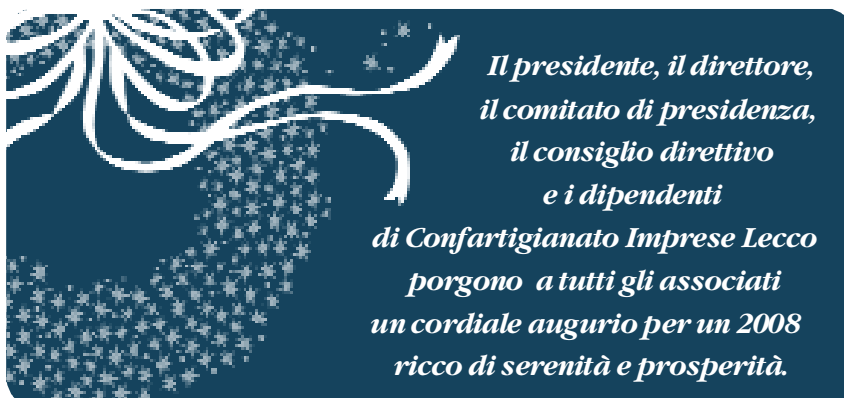 Il presidente, il direttore,
il comitato di presidenza,
il consiglio direttivo
e i dipendenti
di Confartigianato Imprese Lecco
porgono a tutti gli associati
un cordiale augurio per un 2008
ricco di serenità e prosperità.